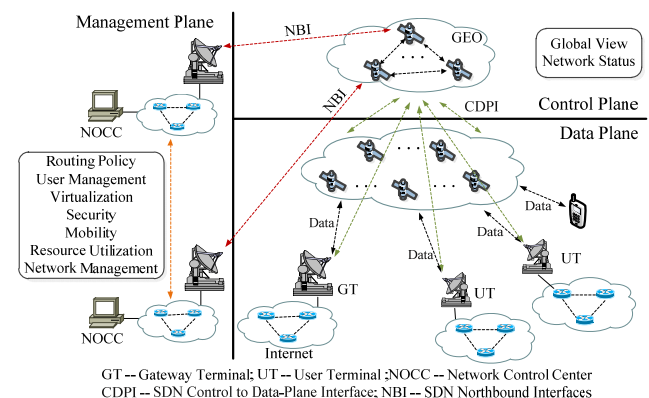 Management Plane
NBI
GEO
Global View
Network Status
NOCC
NBI
CDPI
Control Plane
Data Plane
Routing Policy
User Management
Virtualization
Security
Mobility
Resource Utilization
Network Management
Data
Data
Data
Data
GT
UT
UT
NOCC
Internet
GT -- Gateway Terminal; UT -- User Terminal ;NOCC -- Network Control Center
CDPI -- SDN Control to Data-Plane Interface; NBI -- SDN Northbound Interfaces